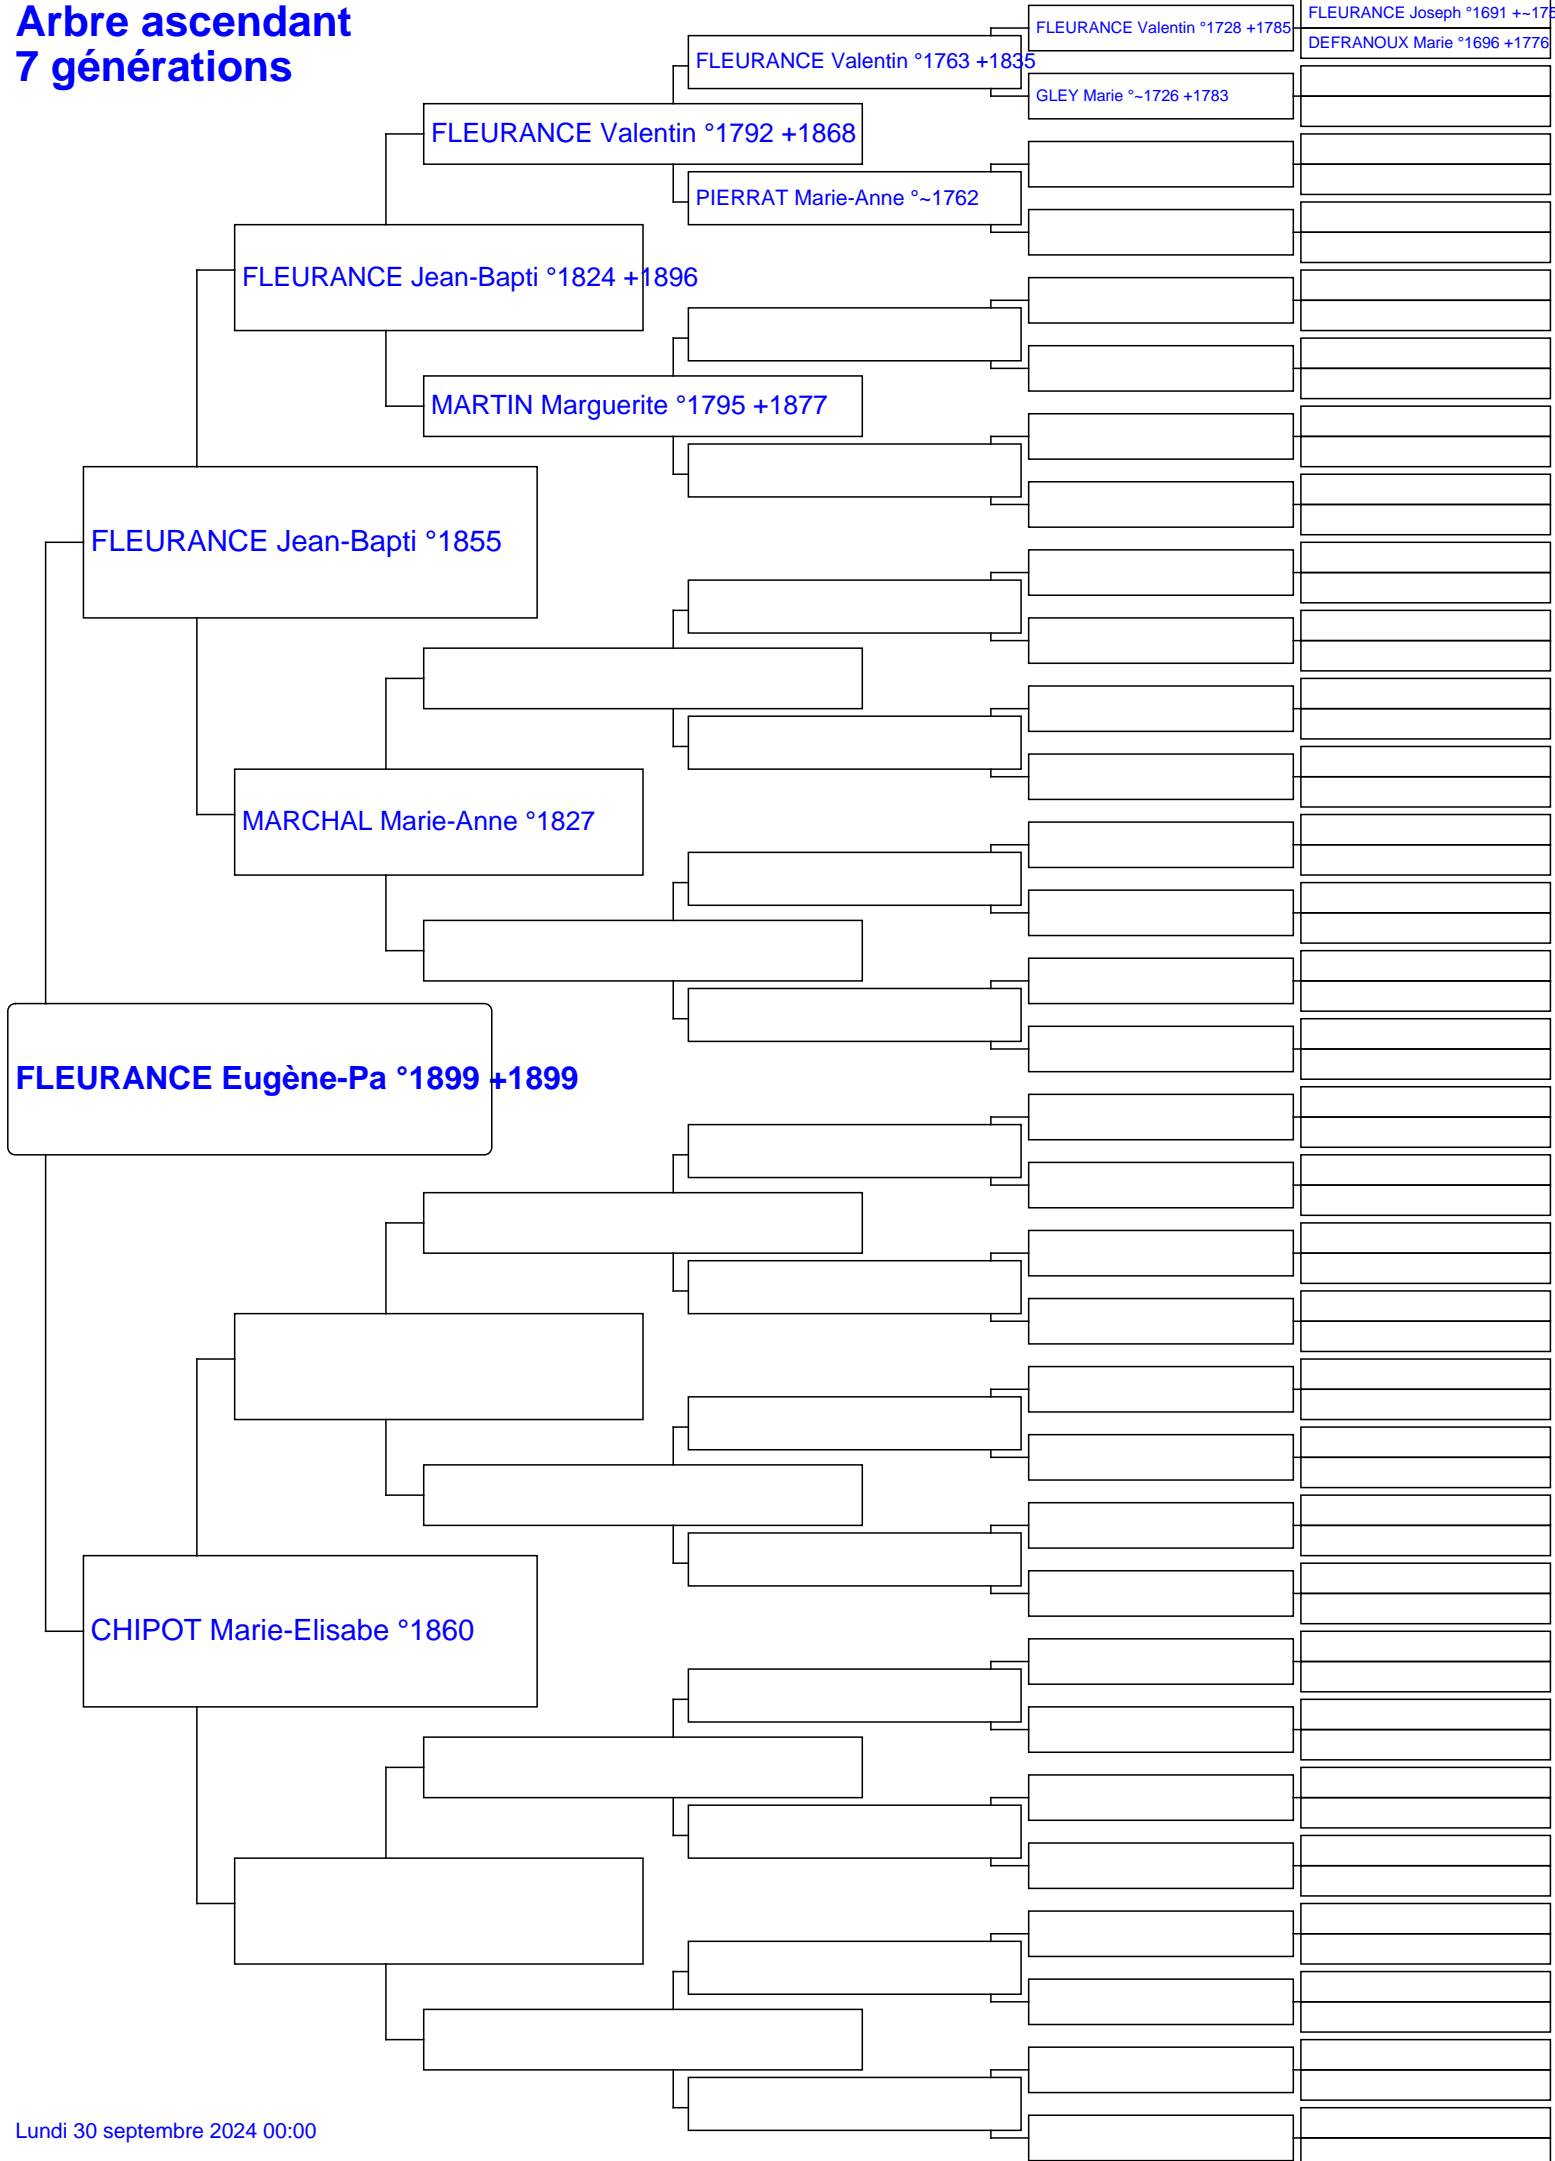 Arbre ascendant
7 générations
FLEURANCE Joseph °1691 +~175
FLEURANCE Valentin °1728 +1785
DEFRANOUX Marie °1696 +1776
FLEURANCE Valentin °1763 +1835
GLEY Marie °~1726 +1783
FLEURANCE Valentin °1792 +1868
PIERRAT Marie-Anne °~1762
FLEURANCE Jean-Bapti °1824 +1896
MARTIN Marguerite °1795 +1877
FLEURANCE Jean-Bapti °1855
MARCHAL Marie-Anne °1827
FLEURANCE Eugène-Pa °1899 +1899
CHIPOT Marie-Elisabe °1860
Lundi 30 septembre 2024 00:00